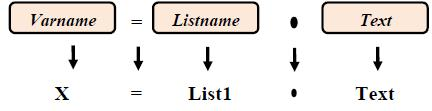 Varname = Listname • Text
X = List1 • Text